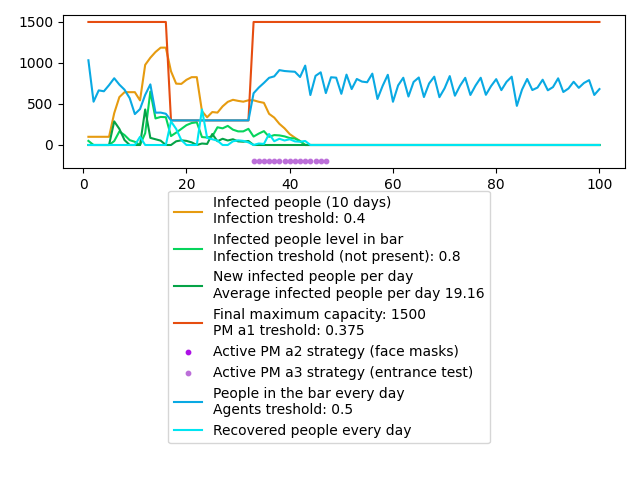 1500
1000
500
0
0 20 40 60 80 100
Infected people (10 days)
Infection treshold: 0.4
Infected people level in bar
Infection treshold (not present): 0.8
New infected people per day
Average infected people per day 19.16
Final maximum capacity: 1500
PM a1 treshold: 0.375
Active PM a2 strategy (face masks)
Active PM a3 strategy (entrance test)
People in the bar every day
Agents treshold: 0.5
Recovered people every day